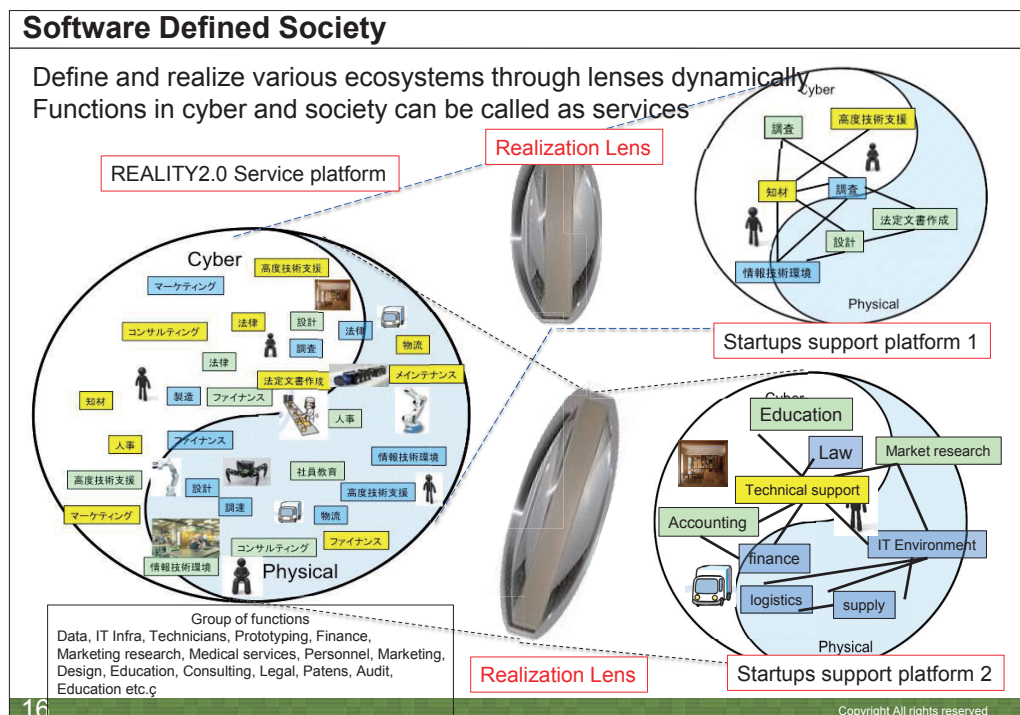 Software Defined Society
Define and realize various ecosystems through lenses dynamically
Functions in cyber and society can be called as services
REALITY2.0 Service platform
Realization Lens
Cyber
高度技術支援
マーケティング
コンサルティング
法律
設計
法律
物流
調査
法律
法定文書作成
メインテナンス
知材
製造
ファイナンス
人事
人事
ファイナンス
情報技術環境
高度技術支援
設計
社員教育
高度技術支援
調達
マーケティング
物流
ファイナンス
コンサルティング
情報技術環境
Physical
Cyber
高度技術支援
調査
知材
調査
法定文書作成
設計
情報技術環境
Physical
Startups support platform 1
Cyber
Education
Law
Market research
Technical support
Accounting
IT Environment
finance
logistics
supply
Physical
Startups support platform 2
Realization Lens
Group of functions
Data, IT Infra, Technicians, Prototyping, Finance,
Marketing research, Medical services, Personnel, Marketing,
Design, Education, Consulting, Legal, Patens, Audit,
Education etc.ç
16
Copyright All rights reserved